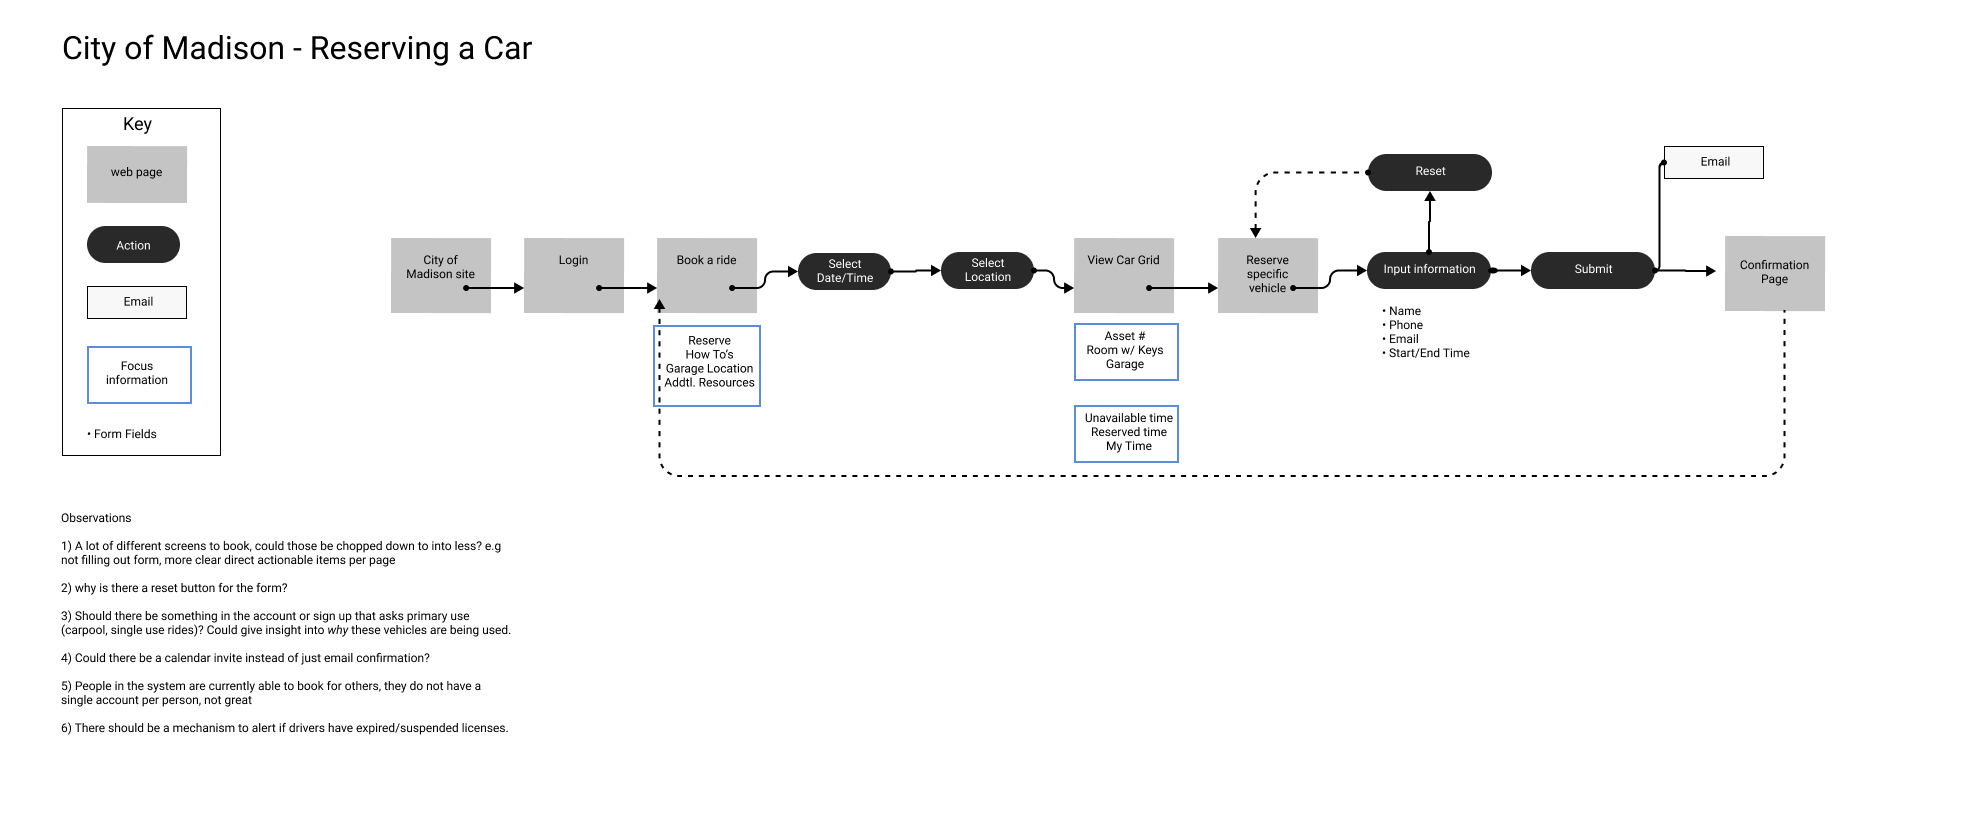 City of Madison - Reserving a Car
Key
web page
Action
Email
Focus
information
• Form Fields
City of
Madison site
Login
Book a ride
Reserve
How To’s
Garage Location
Addtl. Resources
Select
Date/Time
Select
Location
View Car Grid
Asset #
Room w/ Keys
Garage
Unavailable time
Reserved time
My Time
Reserve
specific
vehicle
Reset
Input information
• Name
• Phone
• Email
• Start/End Time
Submit
Email
Confirmation
Page
Observations
1) A lot of different screens to book, could those be chopped down to into less? e.g
not filling out form, more clear direct actionable items per page
2) why is there a reset button for the form?
3) Should there be something in the account or sign up that asks primary use
(carpool, single use rides)? Could give insight into why these vehicles are being used.
4) Could there be a calendar invite instead of just email confirmation?
5) People in the system are currently able to book for others, they do not have a
single account per person, not great
6) There should be a mechanism to alert if drivers have expired/suspended licenses.